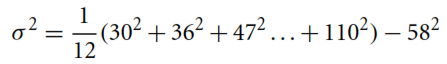 σ² = 1/12 (30² + 36² + 47² … + 110²) − 58²